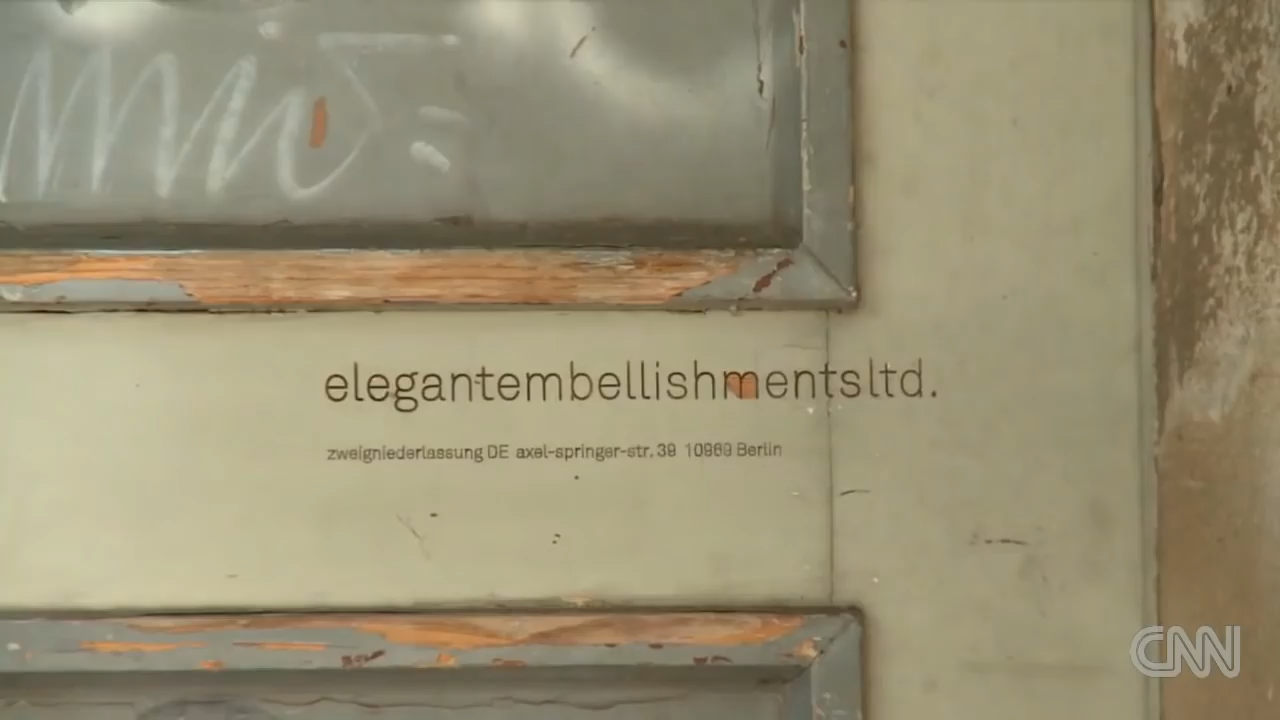 elegantembellishmentsltd.
zweigniederlassung DE axel-springer-str. 39 10969 Berlin
CNN